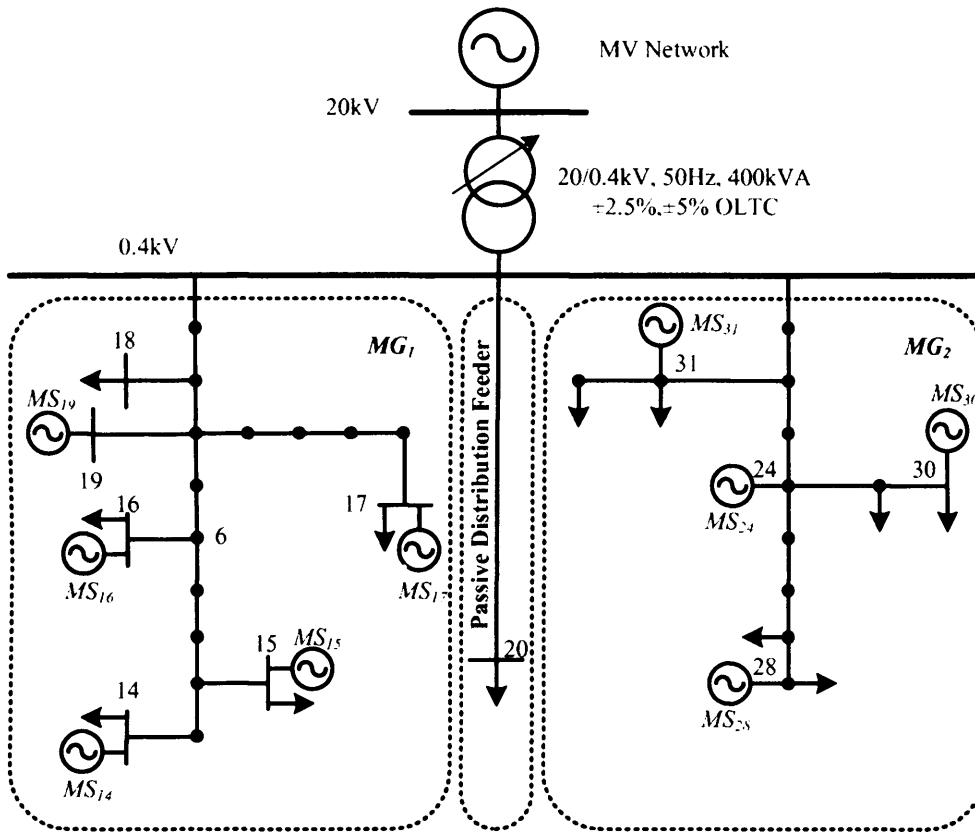 MV Network
20kV
20/0.4kV, 50Hz, 400kVA
±2.5%,±5% OLTC
0.4kV
MG1
18
MS19
19
16
6
MS16
17
MS17
15
MS15
14
MS14
Passive Distribution Feeder
20
MG2
MS31
31
MS30
24
30
MS24
28
MS28